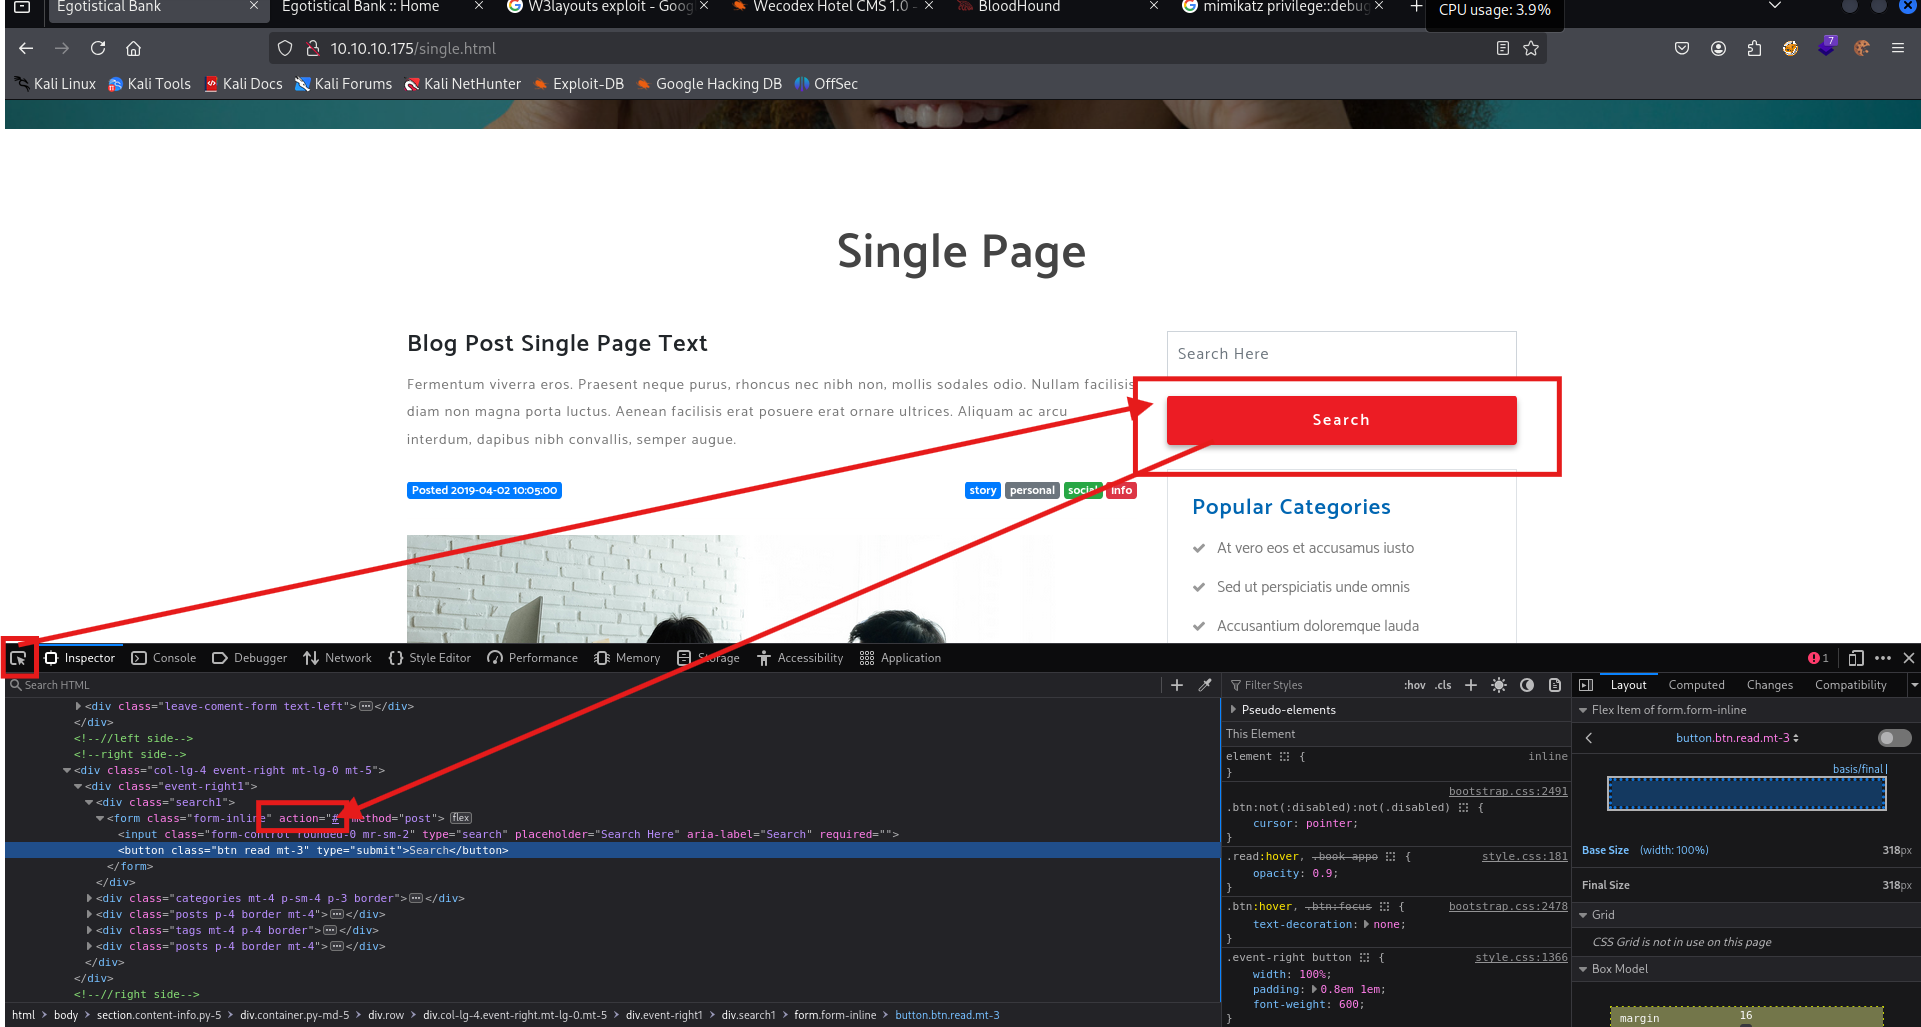 Egotistical Bank
Egotistical Bank :: Home
W3layouts exploit - Goog
Wecodex Hotel CMS 1.0 -
BloodHound
mimikatz privilege::debug
CPU usage: 3.9%
10.10.10.175/single.html
7
Kali Linux
Kali Tools
Kali Docs
Kali Forums
Kali NetHunter
Exploit-DB
Google Hacking DB
OffSec
Single Page
Blog Post Single Page Text
Fermentum viverra eros. Praesent neque purus, rhoncus nec nibh non, mollis sodales odio. Nullam facilisis
diam non magna porta luctus. Aenean facilisis erat posuere erat ornare ultrices. Aliquam ac arcu
interdum, dapibus nibh convallis, semper augue.
Posted 2019-04-02 10:05:00
story personal social info
Search Here
Search
Popular Categories
At vero eos et accusamus iusto
Sed ut perspiciatis unde omnis
Accusantium doloremque lauda
Inspector Console Debugger Network Style Editor Performance Memory Storage Accessibility Application
1
Search HTML
<div class="leave-coment-form text-left"></div>
</div>
<!--//left side-->
<!--right side-->
<div class="col-lg-4 event-right mt-lg-0 mt-5">
<div class="event-right1">
<div class="search1">
<form class="form-inline" action="#" method="post"> flex
<input class="form-control rounded-0 mr-sm-2" type="search" placeholder="Search Here" aria-label="Search" required="">
<button class="btn read mt-3" type="submit">Search</button>
</form>
</div>
<div class="categories mt-4 p-sm-4 p-3 border"></div>
<div class="posts p-4 border mt-4"></div>
<div class="tags mt-4 p-4 border"></div>
<div class="posts p-4 border mt-4"></div>
</div>
</div>
<!--//right side-->
html > body > section.content-info.py-5 > div.container.py-md-5 > div.row > div.col-lg-4.event-right.mt-lg-0.mt-5 > div.event-right1 > div.search1 > form.form-inline > button.btn.read.mt-3
Filter Styles
:hov .cls
Pseudo-elements
This Element
element { inline
}
bootstrap.css:2491
.btn:not(:disabled):not(.disabled) {
cursor: pointer;
}
.read:hover, .book-appo { style.css:181
opacity: 0.9;
}
.btn:hover, .btn:focus { bootstrap.css:2478
text-decoration: none;
}
.event-right button { style.css:1366
width: 100%;
padding: 0.8em 1em;
font-weight: 600;
}
Layout Computed Changes Compatibility
Flex Item of form.form-inline
button.btn.read.mt-3
basis/final
Base Size (width: 100%) 318px
Final Size 318px
Grid
CSS Grid is not in use on this page
Box Model
margin 16